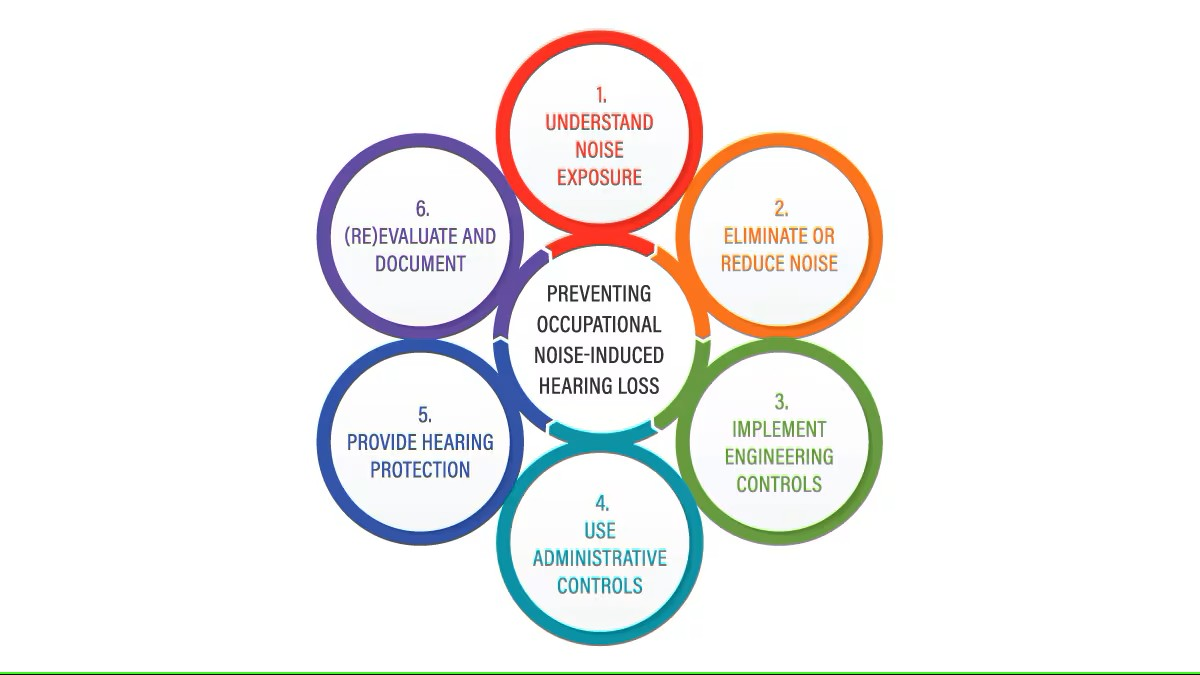 1.
UNDERSTAND
NOISE
EXPOSURE
2.
ELIMINATE OR
REDUCE NOISE
3.
IMPLEMENT
ENGINEERING
CONTROLS
4.
USE
ADMINISTRATIVE
CONTROLS
5.
PROVIDE HEARING
PROTECTION
6.
(RE)EVALUATE AND
DOCUMENT
PREVENTING
OCCUPATIONAL
NOISE-INDUCED
HEARING LOSS